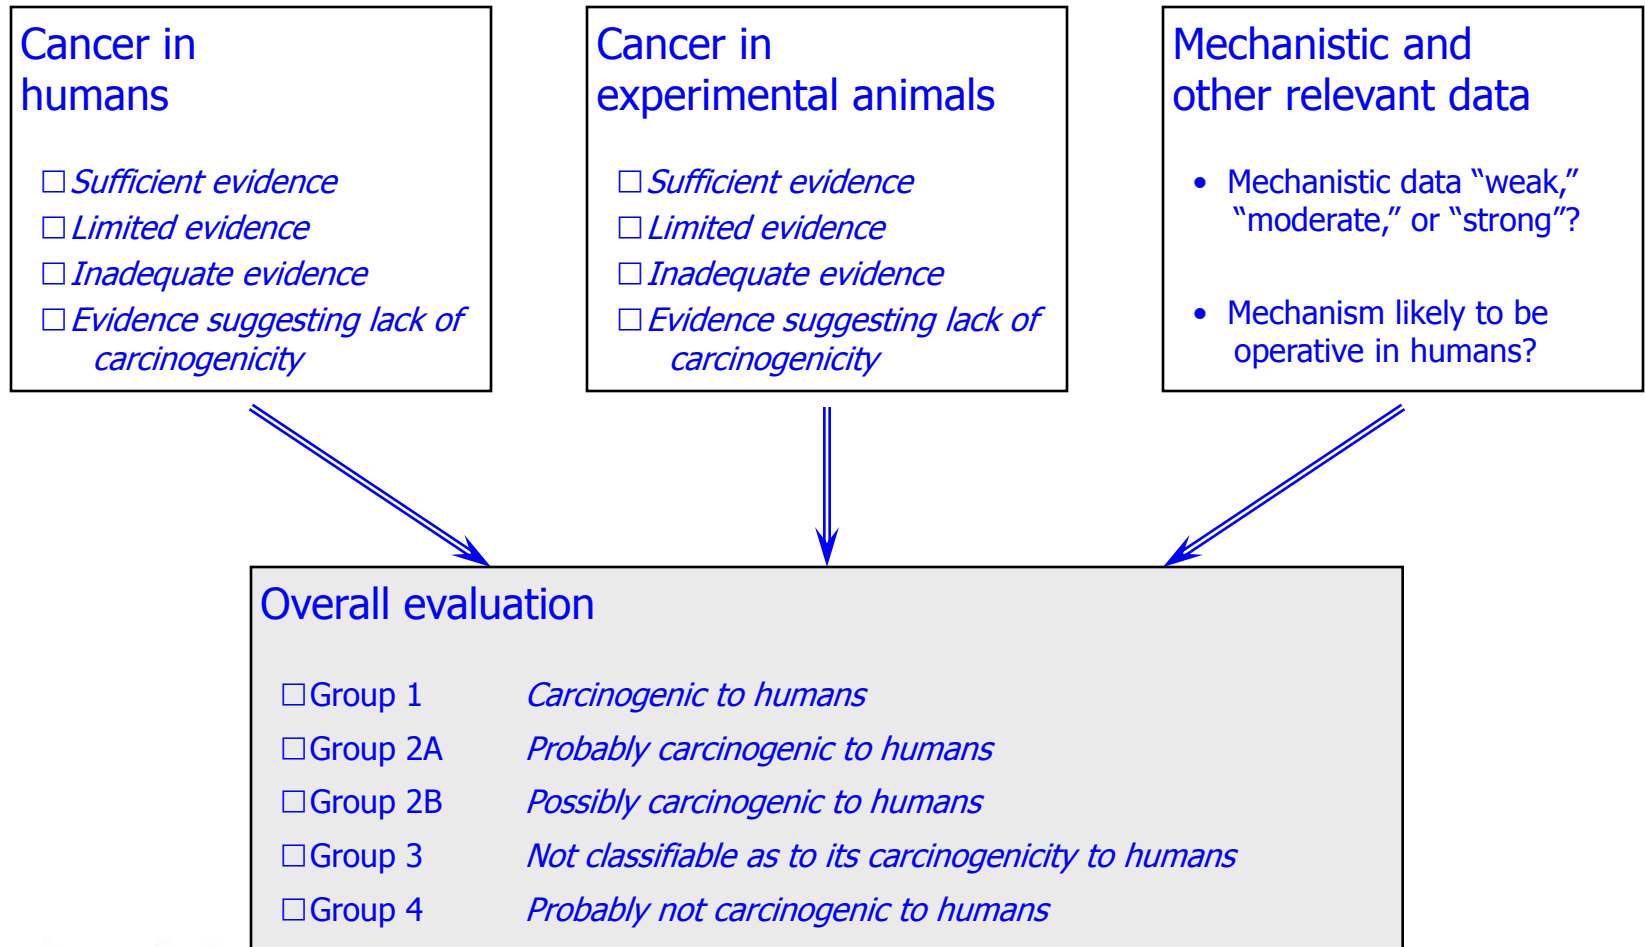 Cancer in
humans
☐ Sufficient evidence
☐ Limited evidence
☐ Inadequate evidence
☐ Evidence suggesting lack of
carcinogenicity
Cancer in
experimental animals
☐ Sufficient evidence
☐ Limited evidence
☐ Inadequate evidence
☐ Evidence suggesting lack of
carcinogenicity
Mechanistic and
other relevant data
• Mechanistic data “weak,”
“moderate,” or “strong”?
• Mechanism likely to be
operative in humans?
Overall evaluation
☐ Group 1 Carcinogenic to humans
☐ Group 2A Probably carcinogenic to humans
☐ Group 2B Possibly carcinogenic to humans
☐ Group 3 Not classifiable as to its carcinogenicity to humans
☐ Group 4 Probably not carcinogenic to humans